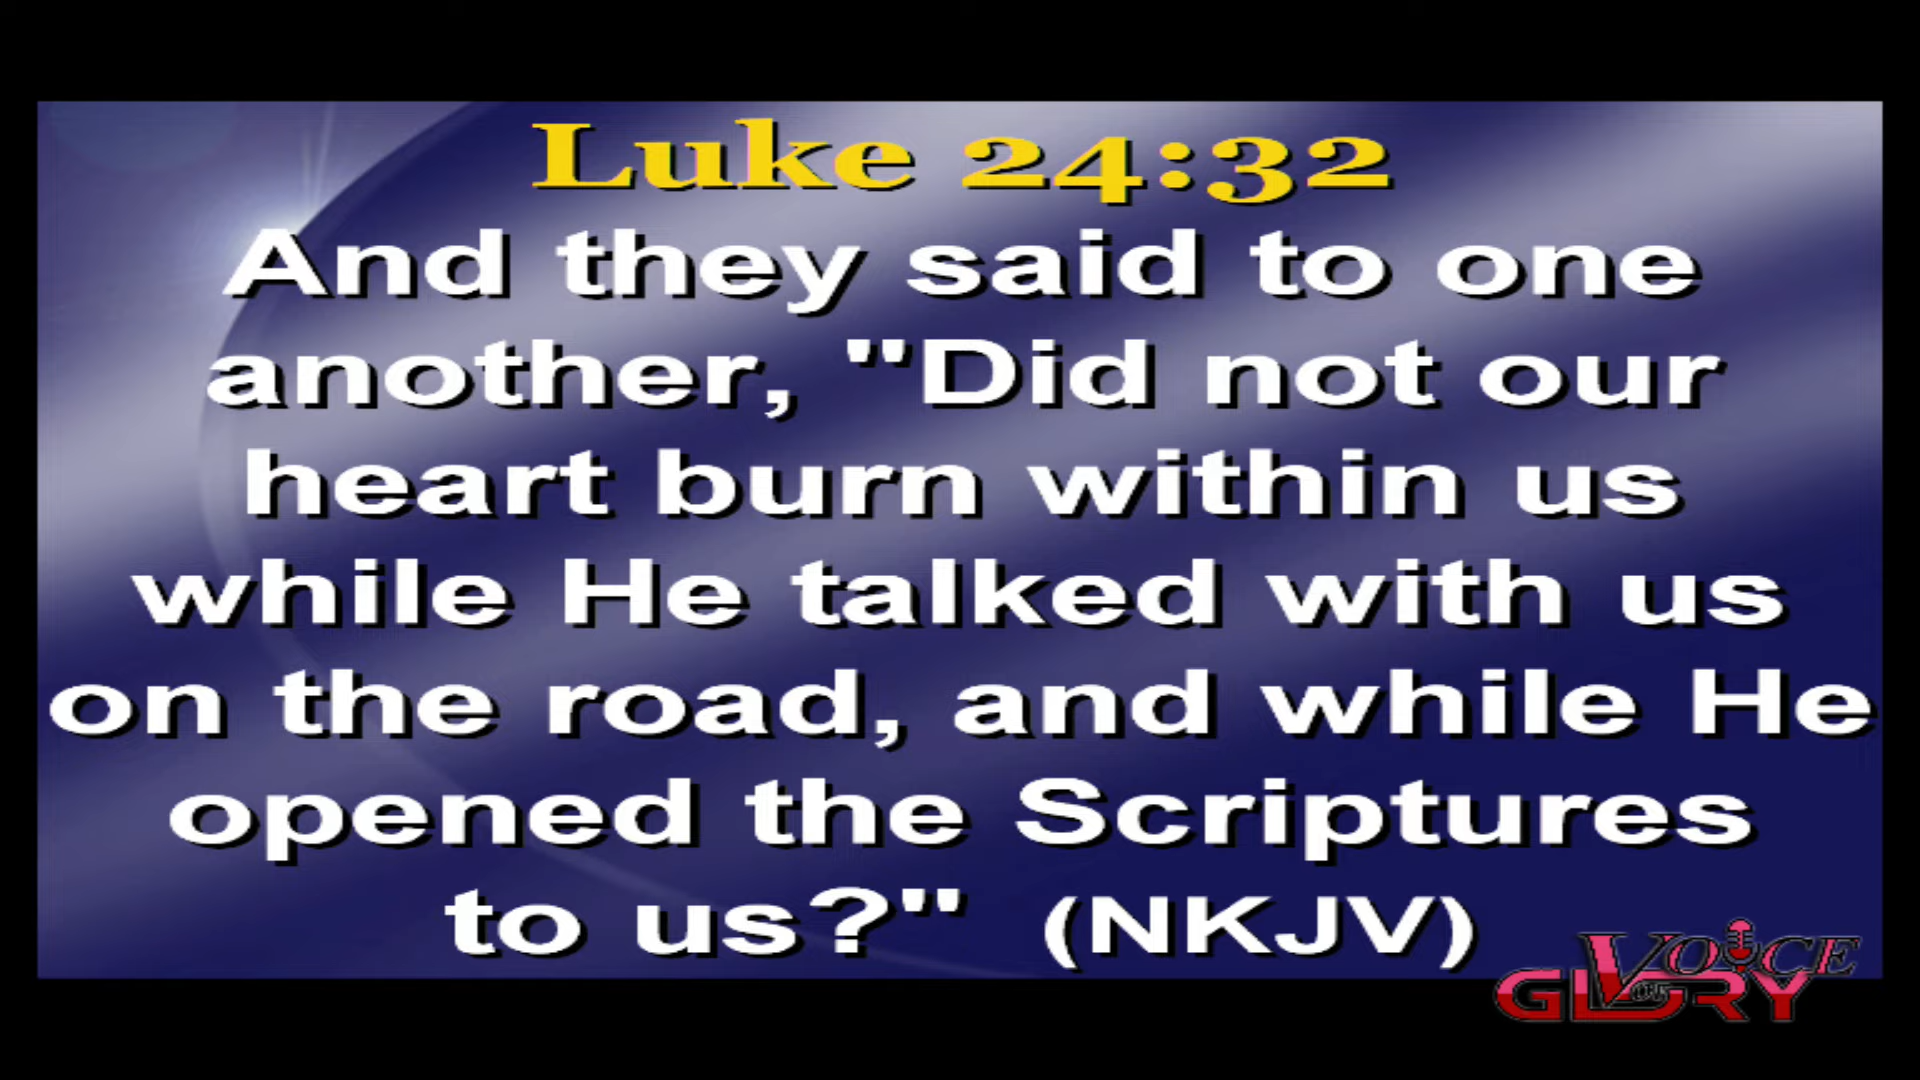 Luke 24:32
And they said to one
another, "Did not our
heart burn within us
while He talked with us
on the road, and while He
opened the Scriptures
to us?" (NKJV)
VOICE
OF
GLORY